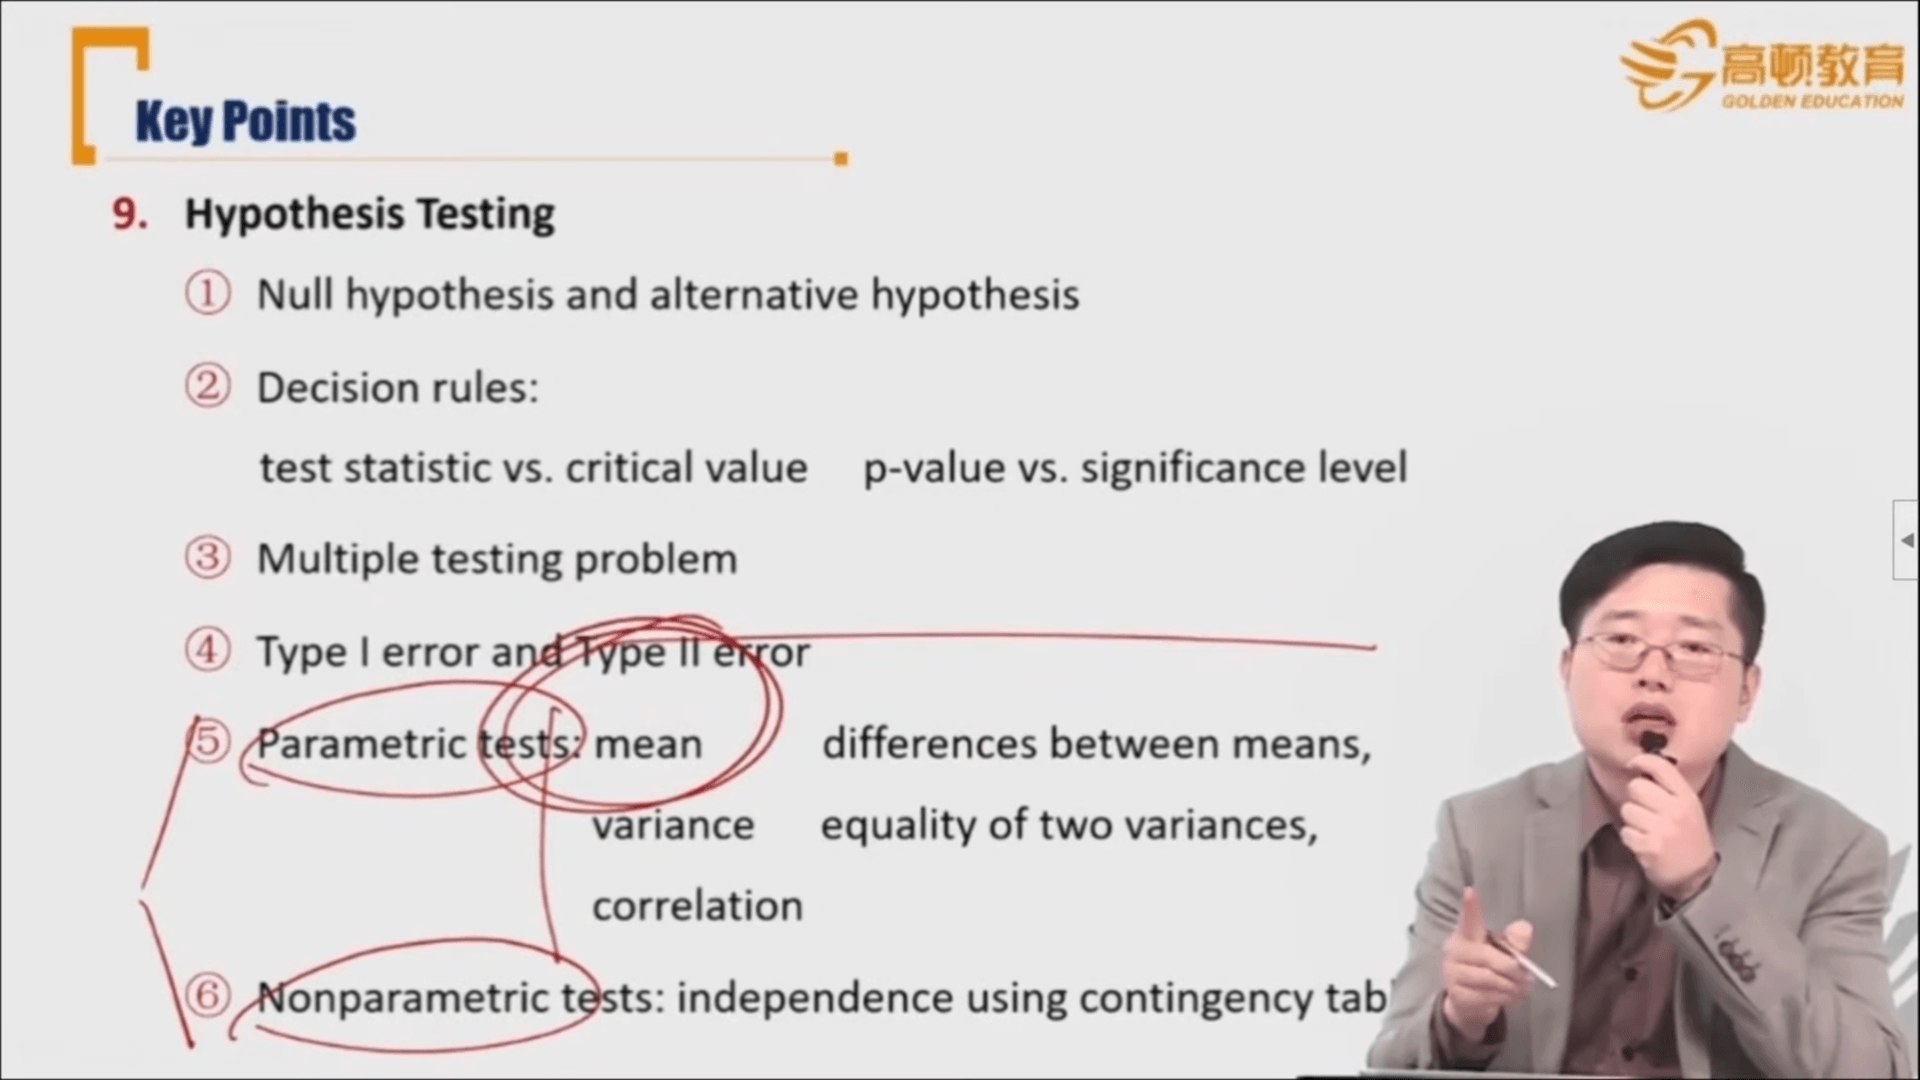 高顿教育
GOLDEN EDUCATION
Key Points
9. Hypothesis Testing
① Null hypothesis and alternative hypothesis
② Decision rules:
test statistic vs. critical value p-value vs. significance level
③ Multiple testing problem
④ Type I error and Type II error
⑤ Parametric tests: mean differences between means,
variance equality of two variances,
correlation
⑥ Nonparametric tests: independence using contingency